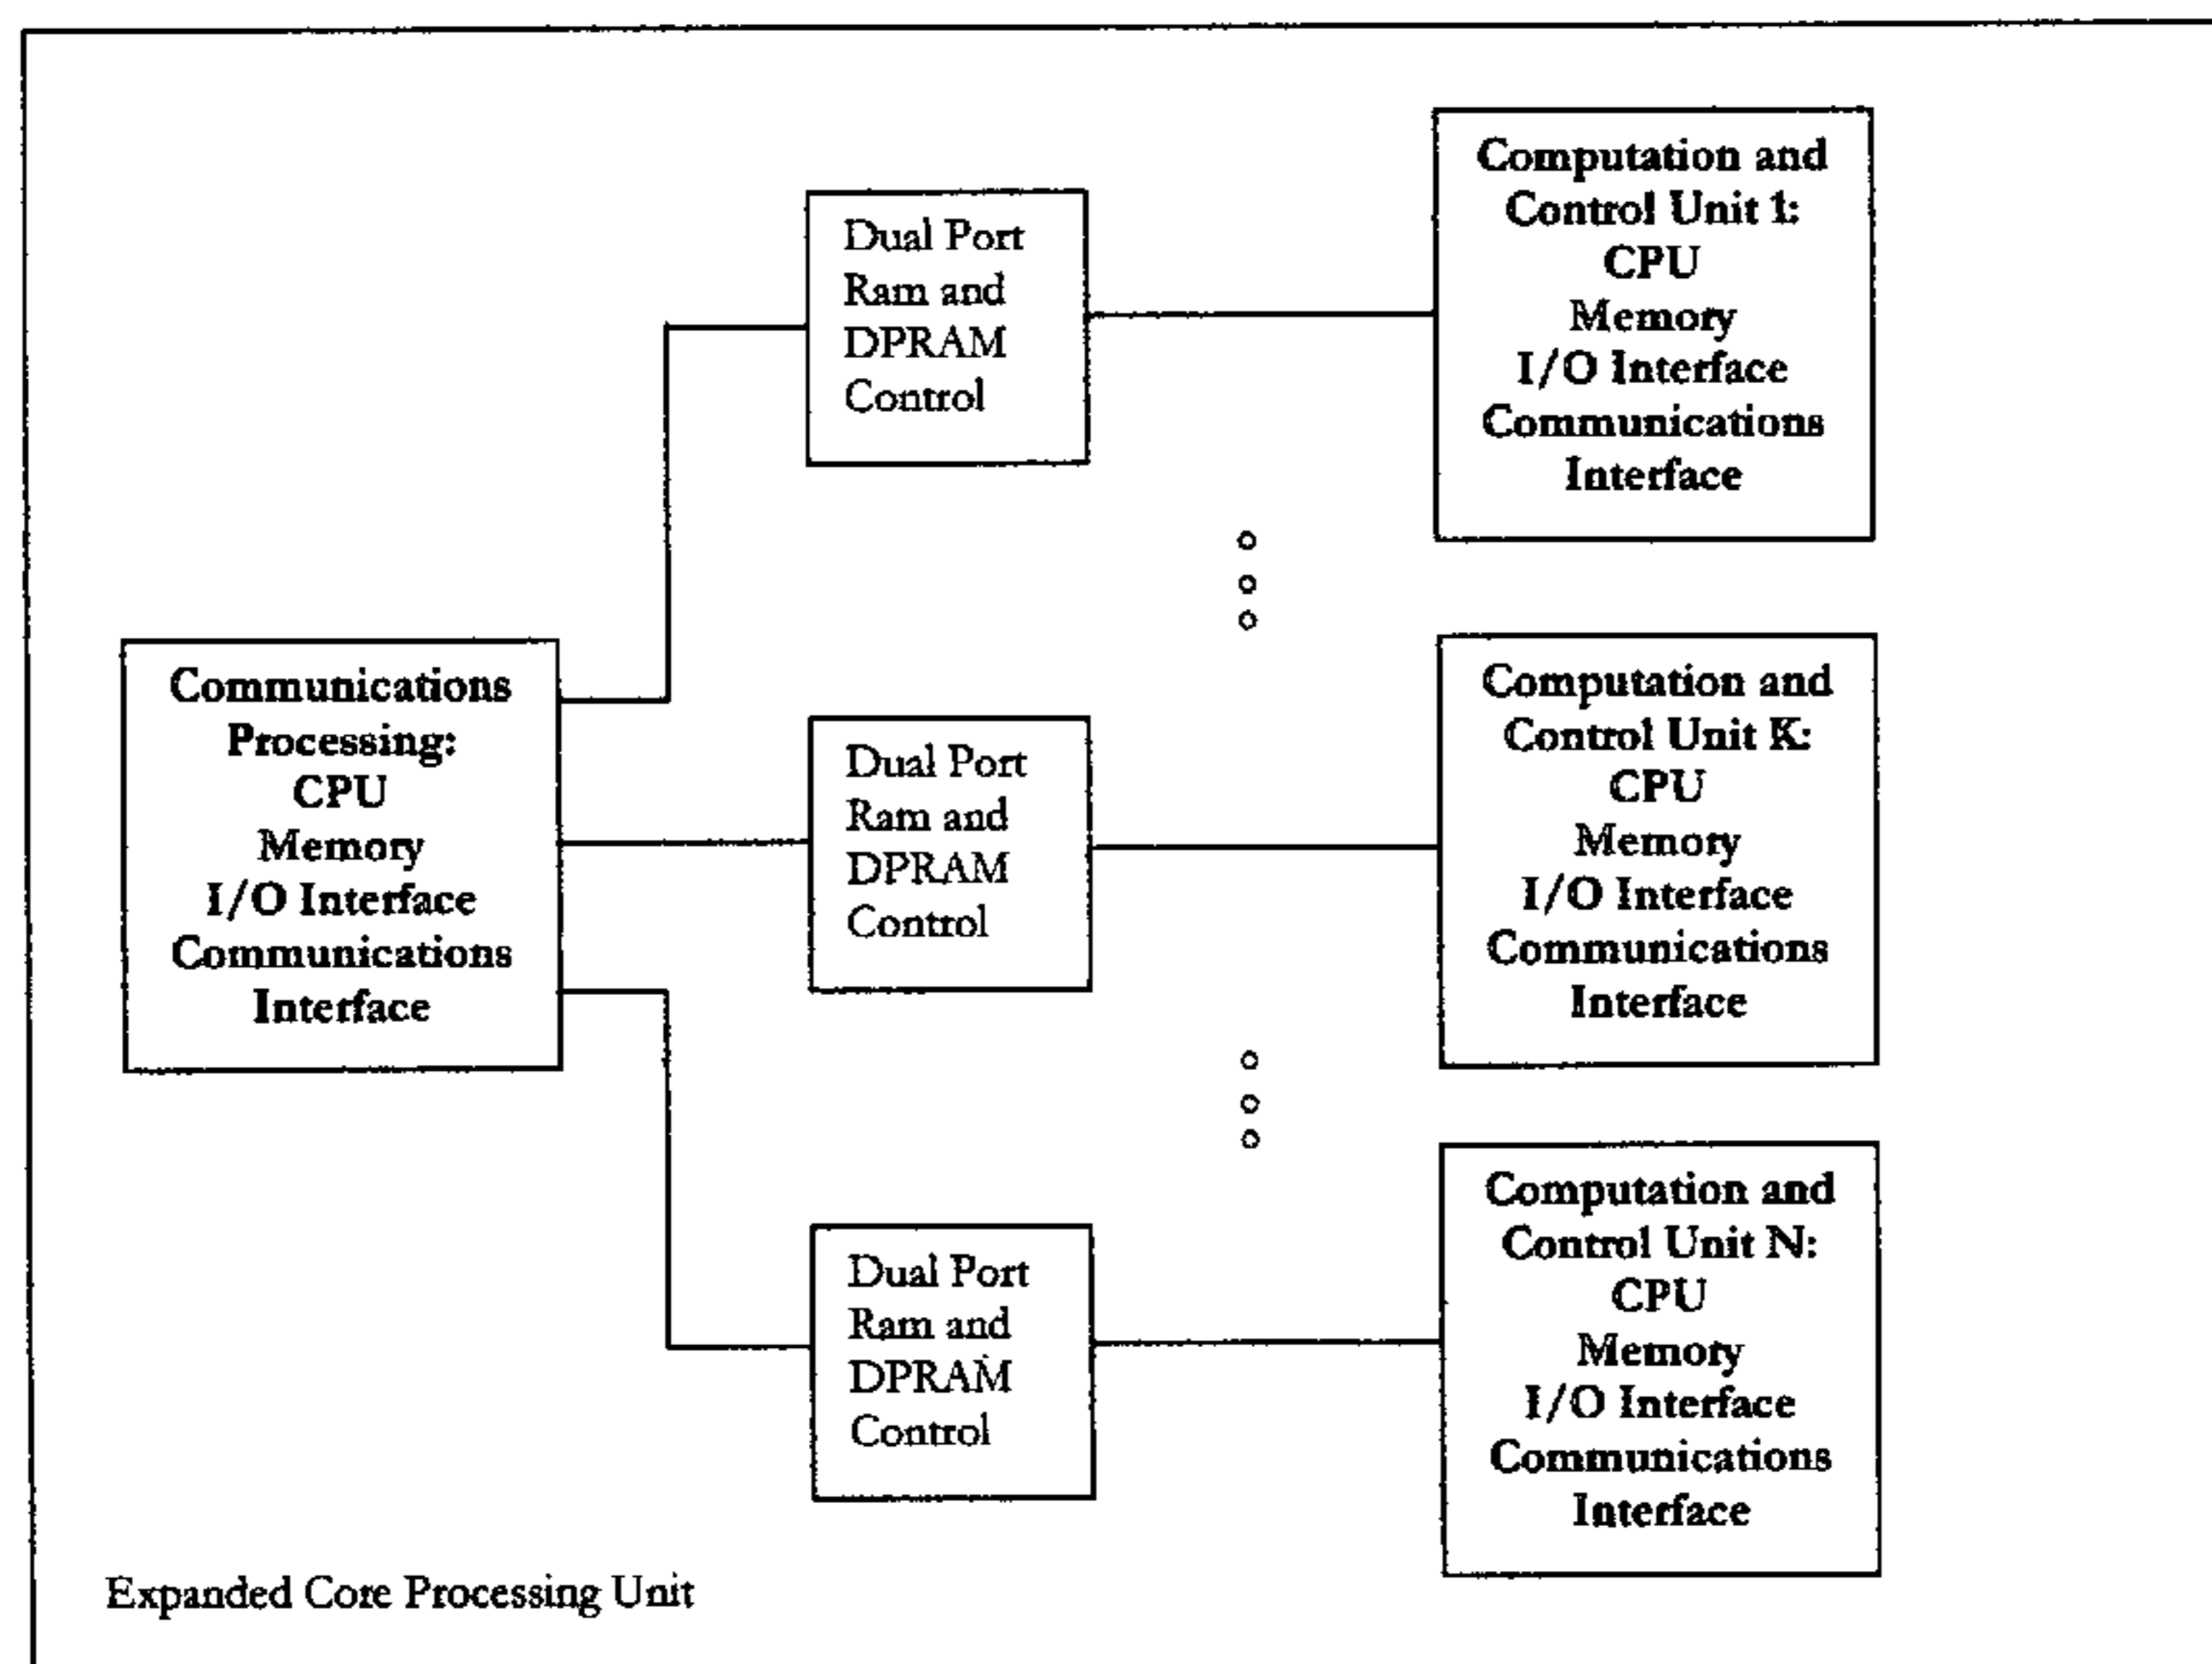 Computation and
Control Unit 1:
CPU
Memory
I/O Interface
Communications
Interface
Dual Port
Ram and
DPRAM
Control
Communications
Processing:
CPU
Memory
I/O Interface
Communications
Interface
Dual Port
Ram and
DPRAM
Control
Computation and
Control Unit K:
CPU
Memory
I/O Interface
Communications
Interface
Dual Port
Ram and
DPRAM
Control
Computation and
Control Unit N:
CPU
Memory
I/O Interface
Communications
Interface
Expanded Core Processing Unit